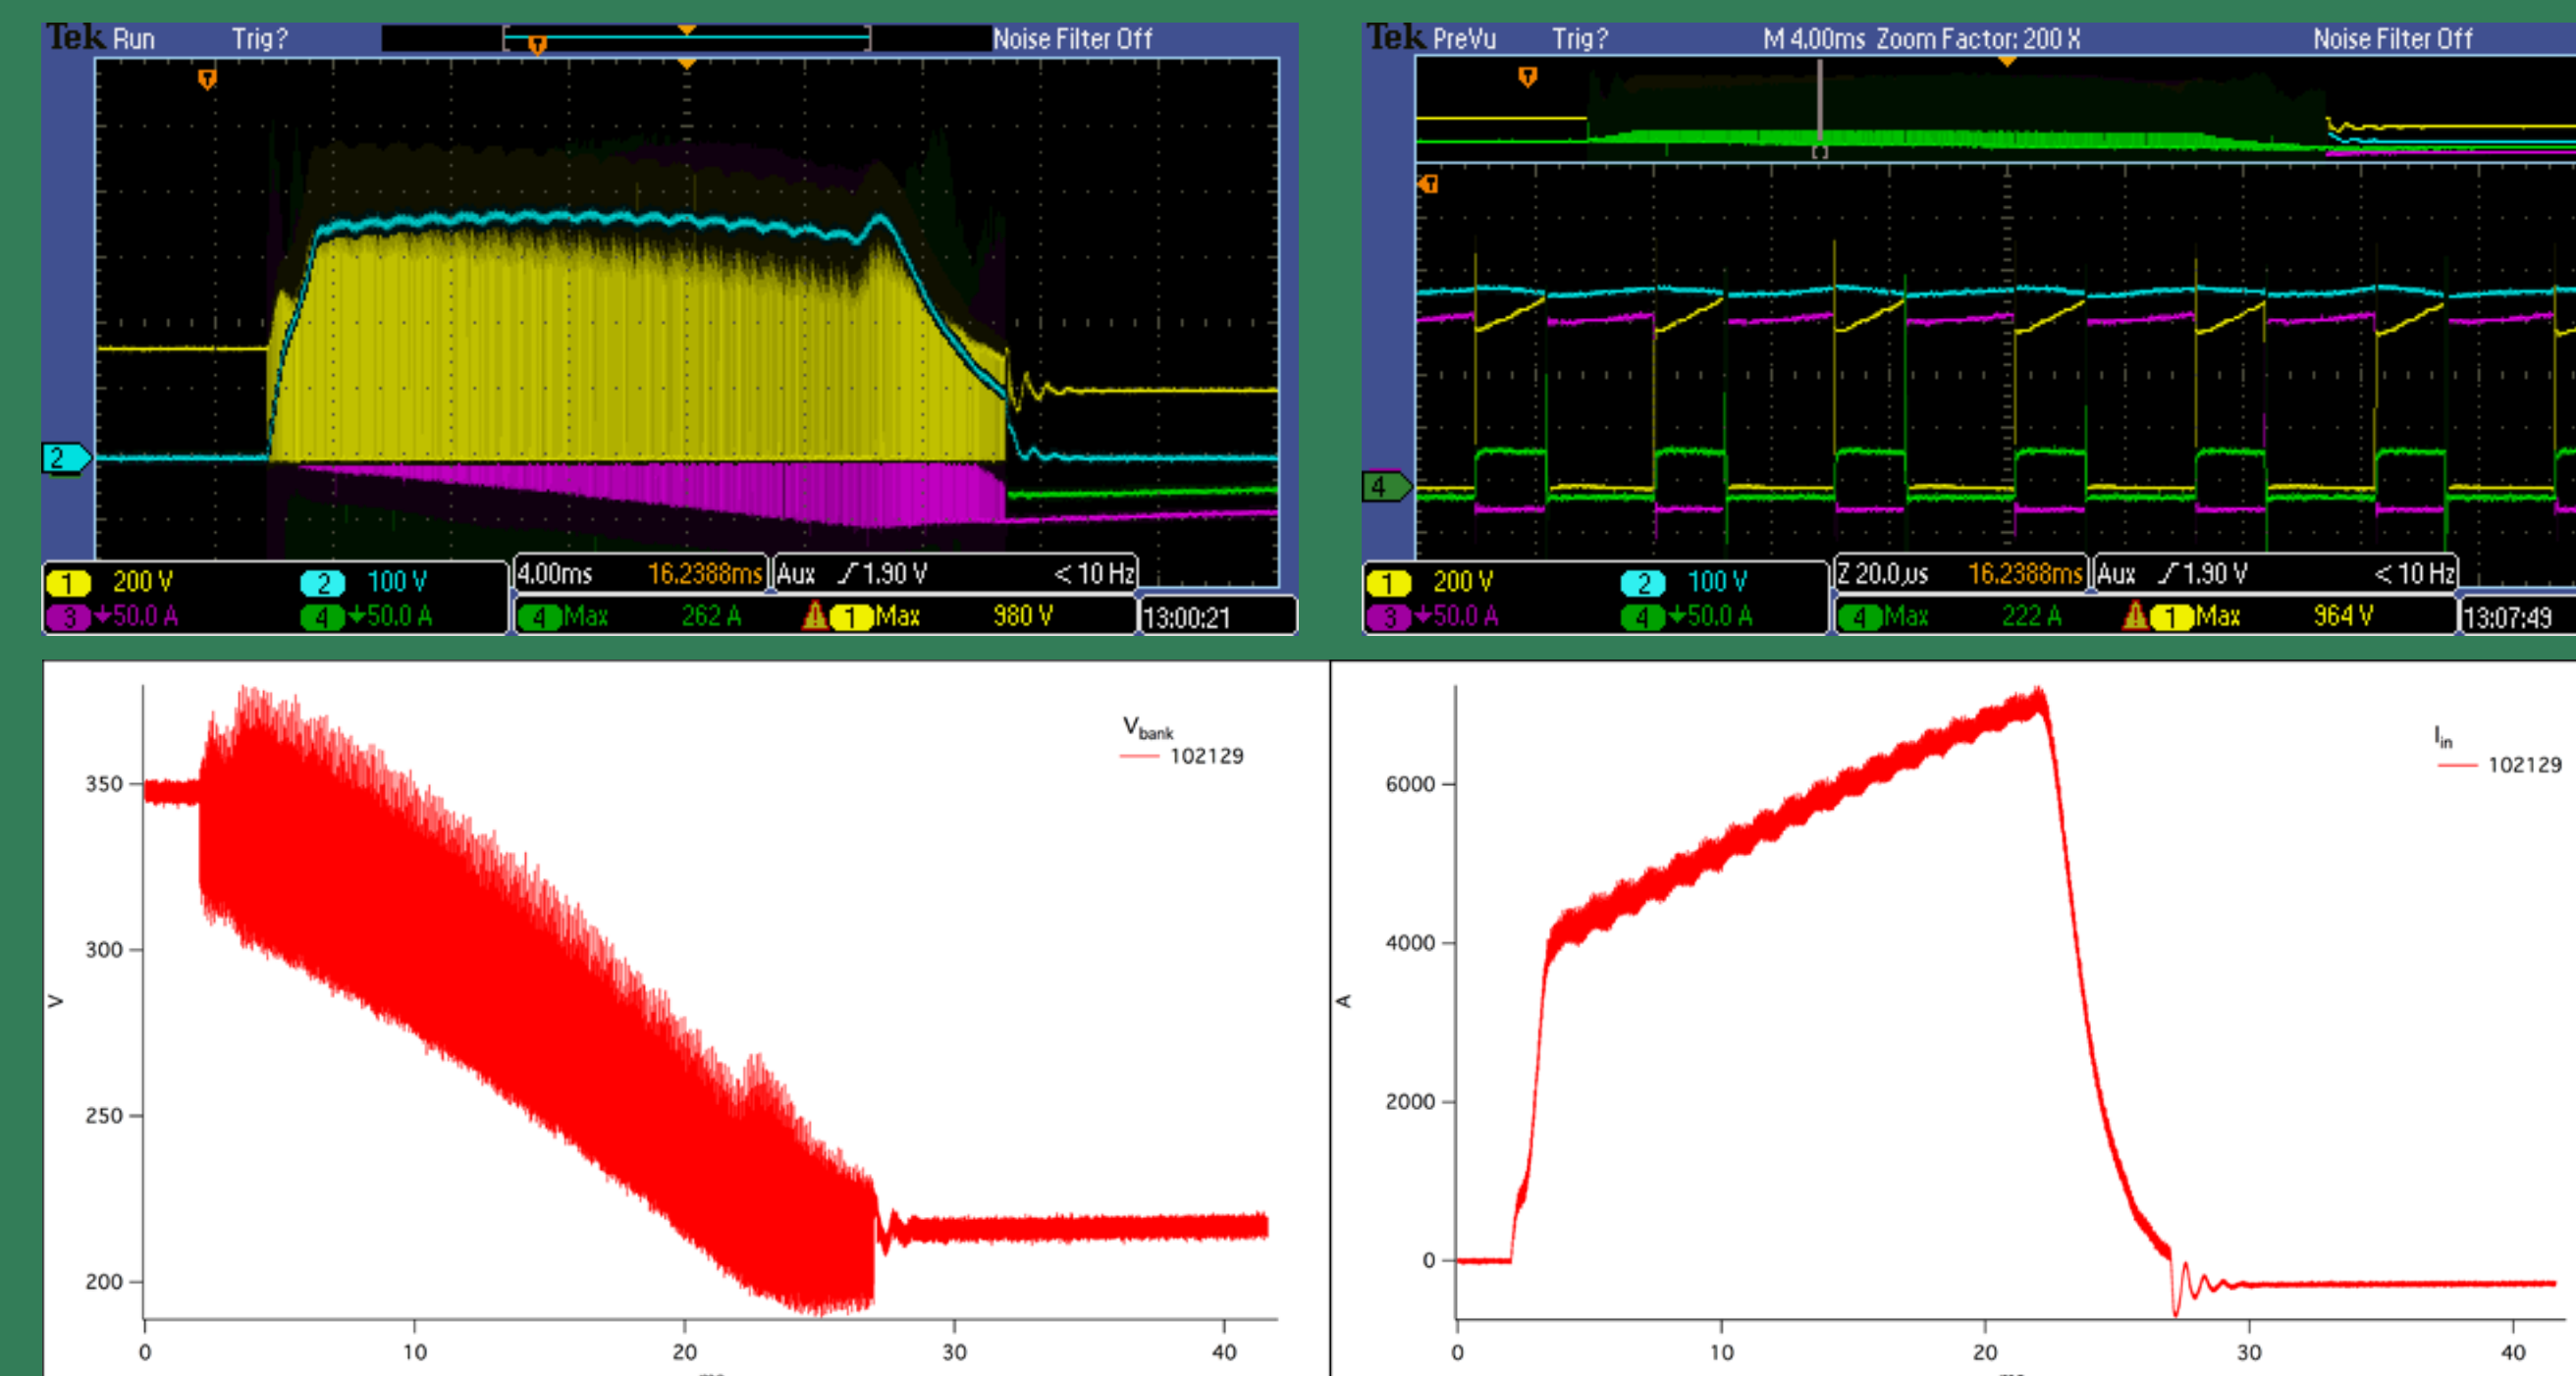 Tek Run Trig? Noise Filter Off
T
T
2
1 200 V 2 100 V
3 50.0 A 4 50.0 A
4.00ms 16.2388ms Aux 1.90 V < 10 Hz
4 Max 262 A 1 Max 980 V
13:00:21
Tek PreVu Trig? M 4.00ms Zoom Factor: 200 X Noise Filter Off
T
T
4
1 200 V 2 100 V
3 50.0 A 4 50.0 A
Z 20.0µs 16.2388ms Aux 1.90 V < 10 Hz
4 Max 222 A 1 Max 964 V
13:07:49
Vbank
102129
350
300
250
200
V
0 10 20 30 40
Iin
102129
6000
4000
2000
0
A
0 10 20 30 40